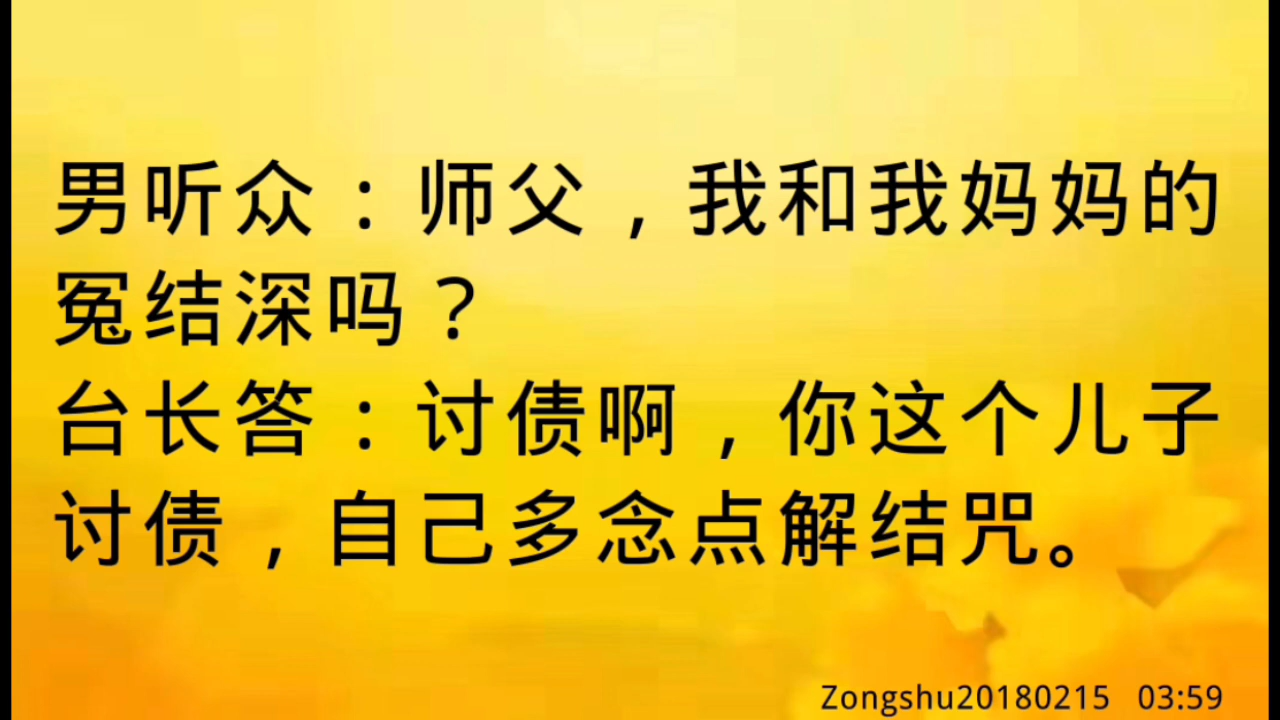 男听众：师父，我和我妈妈的
冤结深吗？
台长答：讨债啊，你这个儿子
讨债，自己多念点解结咒。
Zongshu20180215 03:59